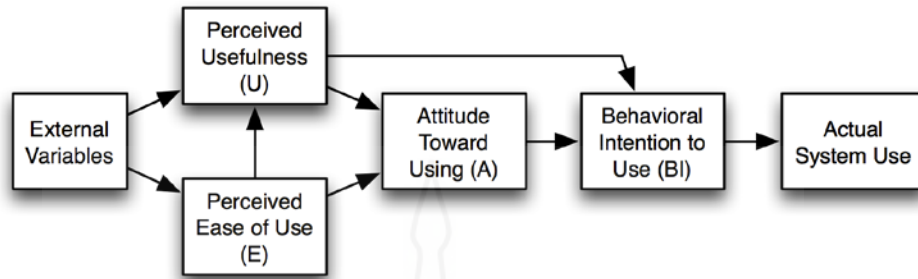 Perceived
Usefulness
(U)
External
Variables
Perceived
Ease of Use
(E)
Attitude
Toward
Using (A)
Behavioral
Intention to
Use (BI)
Actual
System Use